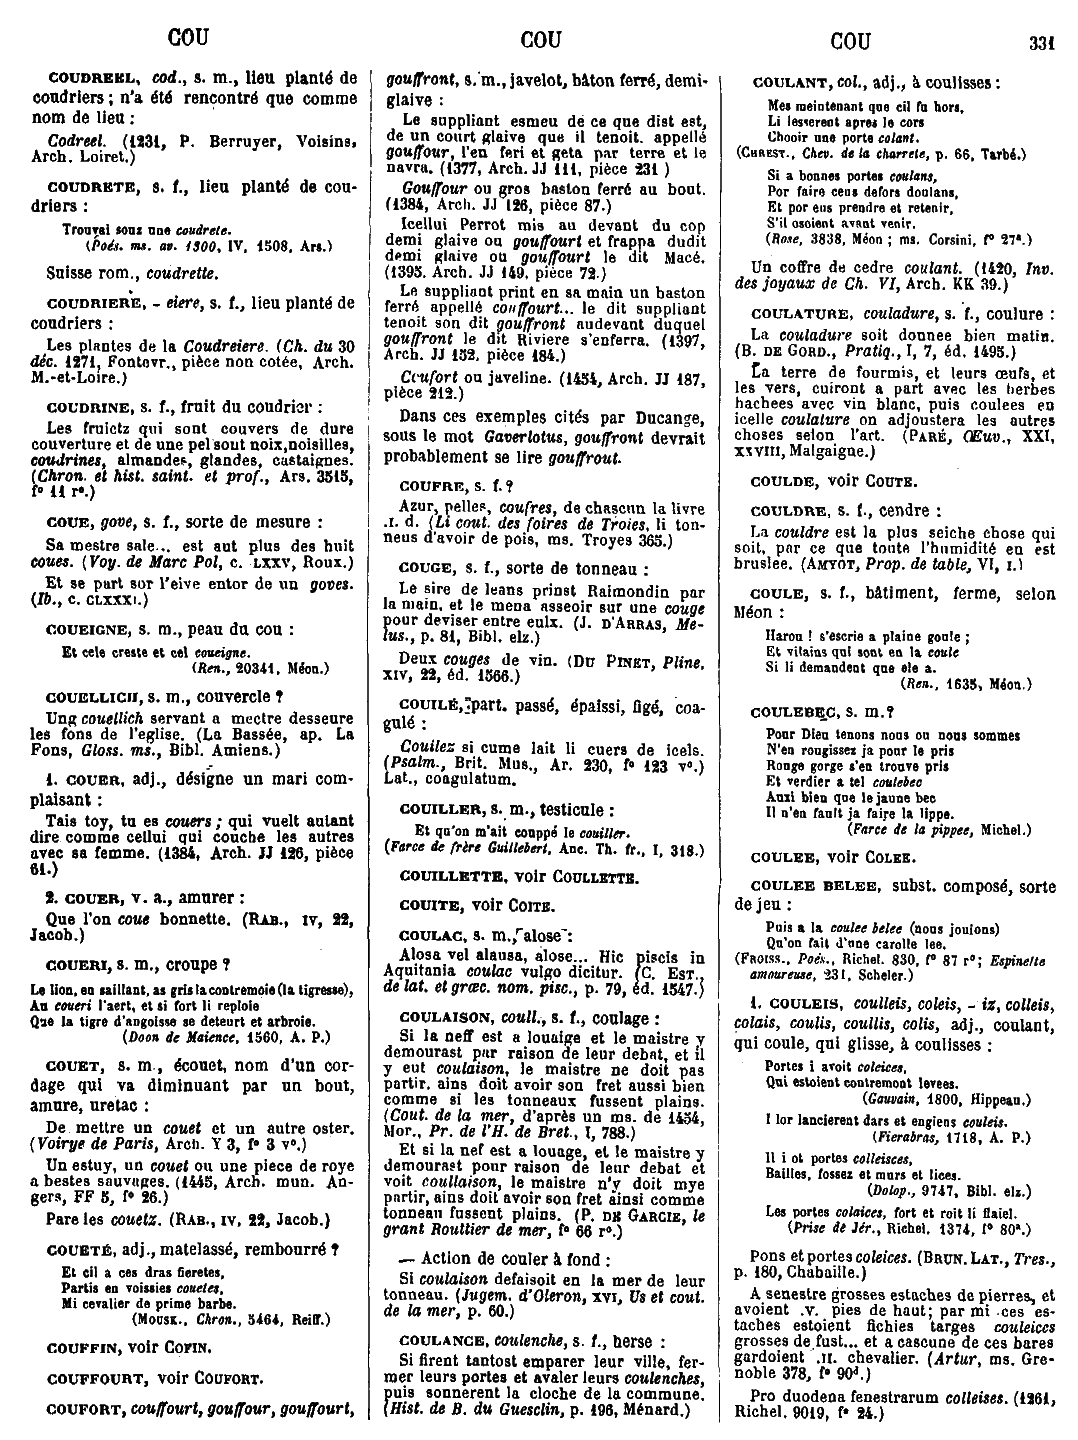 COU
COU
COU
331
COUDREEL, cod., s. m., lieu planté de
coudriers ; n'a été rencontré que comme
nom de lieu :
Codreel. (1231, P. Berruyer, Voisins,
Arch. Loiret.)
COUDRETE, s. f., lieu planté de cou-
driers :
Trouvai souz une coudrete.
(Poés. ms. av. 1300, IV, 1508, Ars.)
Suisse rom., coudrette.
COUDRIERE, - eiere, s. f., lieu planté de
coudriers :
Les plantes de la Coudreiere. (Ch. du 30
déc. 1271, Fontevr., pièce non cotée, Arch.
M.-et-Loire.)
COUDRINE, s. f., fruit du coudrier :
Les fruictz qui sont couvers de dure
couverture et de une pel sout noix, noisilles,
coudrines, almandes, glandes, castaignes.
(Chron. et hist. saint. et prof., Ars. 3515,
f° 11 r°.)
COUE, gove, s. f., sorte de mesure :
Sa mestre sale... est aut plus des huit
coues. (Voy. de Marc Pol, c. LXXV, Roux.)
Et se part sor l'eive entor de un goves.
(Ib., c. CLXXXI.)
COUEIGNE, s. m., peau du cou :
Et cele creste et cel coueigne.
(Ren., 20341, Méon.)
COUELLICH, s. m., couvercle ?
Ung couellich servant a mectre desseure
les fons de l'eglise. (La Bassée, ap. La
Fons, Gloss. ms., Bibl. Amiens.)
1. COUER, adj., désigne un mari com-
plaisant :
Tais toy, tu es couers ; qui vuelt autant
dire comme cellui qui couche les autres
avec sa femme. (1384, Arch. JJ 126, pièce
61.)
2. COUER, v. a., amurer :
Que l'on coue bonnette. (RAB., IV, 22,
Jacob.)
COUERI, s. m., croupe ?
Le lion, en saillant, as gris la contremoie (la tigresse),
Au coueri l'aert, et si fort li reploie
Que la tigre d'angoisse se deteurt et arbroie.
(Doon de Maience, 1560, A. P.)
COUET, s. m., écouet, nom d'un cor-
dage qui va diminuant par un bout,
amure, uretac :
De mettre un couet et un autre oster.
(Voirye de Paris, Arch. Y 3, f° 3 v°.)
Un estuy, un couet ou une piece de roye
a bestes sauvages. (1445, Arch. mun. An-
gers, FF 5, f° 26.)
Pare les couetz. (RAB., IV, 22, Jacob.)
COUETÉ, adj., matelassé, rembourré ?
Et cil a ces dras fieretes,
Partis en voissies couetes,
Mi cevalier de prime barbe.
(MOUSK., Chron., 5464, Reiff.)
COUFFIN, voir COFIN.
COUFFOURT, voir COUFORT.
COUFORT, couffourt, gouffour, gouffourt,
gouffront, s. m., javelot, bâton ferré, demi-
glaive :
Le suppliant esmeu de ce que dist est,
de un court glaive que il tenoit. appellé
gouffour, l'en feri et geta par terre et le
navra. (1377, Arch. JJ 111, pièce 231 )
Gouffour ou gros baston ferré au bout.
(1384, Arch. JJ 126, pièce 87.)
Icellui Perrot mis au devant du cop
demi glaive ou gouffourt et frappa dudit
demi glaive ou gouffourt le dit Macé.
(1395. Arch. JJ 149. pièce 72.)
Le suppliant print en sa main un baston
ferré appellé couffourt... le dit suppliant
tenoit son dit gouffront audevant duquel
gouffront le dit Riviere s'enferra. (1397,
Arch. JJ 152. pièce 184.)
Coufort ou javeline. (1454, Arch. JJ 187,
pièce 212.)
Dans ces exemples cités par Ducange,
sous le mot Gaverlotus, gouffront devrait
probablement se lire gouffrout.
COUFRE, s. f.?
Azur, pelles, coufres, de chascun la livre
.I. d. (Li cout. des foires de Troies, li ton-
neus d'avoir de pois, ms. Troyes 365.)
COUGE, s. f., sorte de tonneau :
Le sire de leans prinst Raimondin par
la main, et le mena asseoir sur une couge
pour deviser entre eulx. (J. D'ARRAS, Me-
lus., p. 81, Bibl. elz.)
Deux couges de vin. (DU PINET, Pline,
XIV, 22, éd. 1566.)
COUILÉ, part. passé, épaissi, figé, coa-
gulé :
Couilez si cume lait li cuers de icels.
(Psalm., Brit. Mus., Ar. 230, f° 123 v°.)
Lat., coagulatum.
COUILLER, s. m., testicule :
Et qu'on m'ait couppé le couiller.
(Farce de frère Guillebert, Anc. Th. fr., I, 318.)
COUILLETTE, voir COULLETTE.
COUITE, voir COITE.
COULAC, s. m., alose :
Alosa vel alausa, alose... Hic piscis in
Aquitania coulac vulgo dicitur. (C. EST.,
de lat. et græc. nom. pisc., p. 79, éd. 1547.)
COULAISON, coull., s. f., coulage :
Si la neff est a louaige et le maistre y
demourast par raison de leur debat, et il
y eut coulaison, le maistre ne doit pas
partir. ains doit avoir son fret aussi bien
comme si les tonneaux fussent plains.
(Cout. de la mer, d'après un ms. de 1454,
Mor., Pr. de l'H. de Bret., I, 788.)
Et si la nef est a louage, et le maistre y
demourast pour raison de leur debat et
voit coullaison, le maistre n'y doit mye
partir, ains doit avoir son fret ainsi comme
tonneau fussent plains. (P. DE GARCIE, le
grant Routtier de mer, f° 66 r°.)
— Action de couler à fond :
Si coulaison defaisoit en la mer de leur
tonneau. (Jugem. d'Oleron, XVI, Us et cout.
de la mer, p. 60.)
COULANCE, coulenche, s. f., herse :
Si firent tantost emparer leur ville, fer-
mer leurs portes et avaler leurs coulenches,
puis sonnerent la cloche de la commune.
(Hist. de B. du Guesclin, p. 196, Ménard.)
COULANT, col., adj., à coulisses :
Mes meintenant que cil fu hors,
Li lesserent apres le cors
Chooir une porte colant.
(CHREST., Chev. de la charrete, p. 66, Tarbé.)
Si a bonnes portes coulans,
Por faire ceus defors doulans,
Et por eus prendre et retenir,
S'il osoient avant venir.
(Rose, 3838, Méon ; ms. Corsini, f° 27ª.)
Un coffre de cedre coulant. (1420, Inv.
des joyaux de Ch. VI, Arch. KK 39.)
COULATURE, couladure, s. f., coulure :
La couladure soit donnee bien matin.
(B. DE GORD., Pratiq., I, 7, éd. 1495.)
La terre de fourmis, et leurs œufs, et
les vers, cuiront a part avec les herbes
hachees avec vin blanc, puis coulees en
icelle coulature on adjoustera les autres
choses selon l'art. (PARÉ, Œuv., XXI,
XXVIII, Malgaigne.)
COULDE, voir COUTE.
COULDRE, s. f., cendre :
La couldre est la plus seiche chose qui
soit, par ce que toute l'humidité en est
bruslee. (AMYOT, Prop. de table, VI, I.)
COULE, s. f., bâtiment, ferme, selon
Méon :
Harou ! s'escrie a plaine goule ;
Et vilains qui sont en la coule
Si li demandent que ele a.
(Ren., 1635, Méon.)
COULEBEC, s. m.?
Pour Dieu tenons nous ou nous sommes
N'en rougissez ja pour le pris
Ronge gorge s'en trouve pris
Et verdier a tel coulebec
Auxi bien que le jaune bec
Il n'en fault ja faire la lippe.
(Farce de la pippee, Michel.)
COULEE, voir COLEE.
COULEE BELEE, subst. composé, sorte
de jeu :
Puis a la coulee belee (nous jouions)
Qu'on fait d'une carolle lee.
(FROISS., Poés., Richel. 830, f° 87 r°; Espinette
amoureuse, 231, Scheler.)
1. COULEIS, coulleis, coleis, - iz, colleis,
colais, coulis, coullis, colis, adj., coulant,
qui coule, qui glisse, à coulisses :
Portes i avoit coleices,
Qui estoient contremont levees.
(Gauvain, 1800, Hippeau.)
I lor lancierent dars et engiens couleis.
(Fierabras, 1718, A. P.)
Il i ot portes colleisces,
Bailles, fossez et murs et lices.
(Dolop., 9747, Bibl. elz.)
Les portes colaices, fort et roit li flaiel.
(Prise de Jér., Richel. 1374, f° 80ª.)
Pons et portes coleices. (BRUN. LAT., Tres.,
p. 180, Chabaille.)
A senestre grosses estaches de pierres, et
avoient .V. pies de haut; par mi ces es-
taches estoient fichies targes couleices
grosses de fust... et a cascune de ces bares
gardoient .II. chevalier. (Artur, ms. Gre-
noble 378, f° 90ᵈ.)
Pro duodena fenestrarum colleises. (1261,
Richel. 9019, f° 24.)